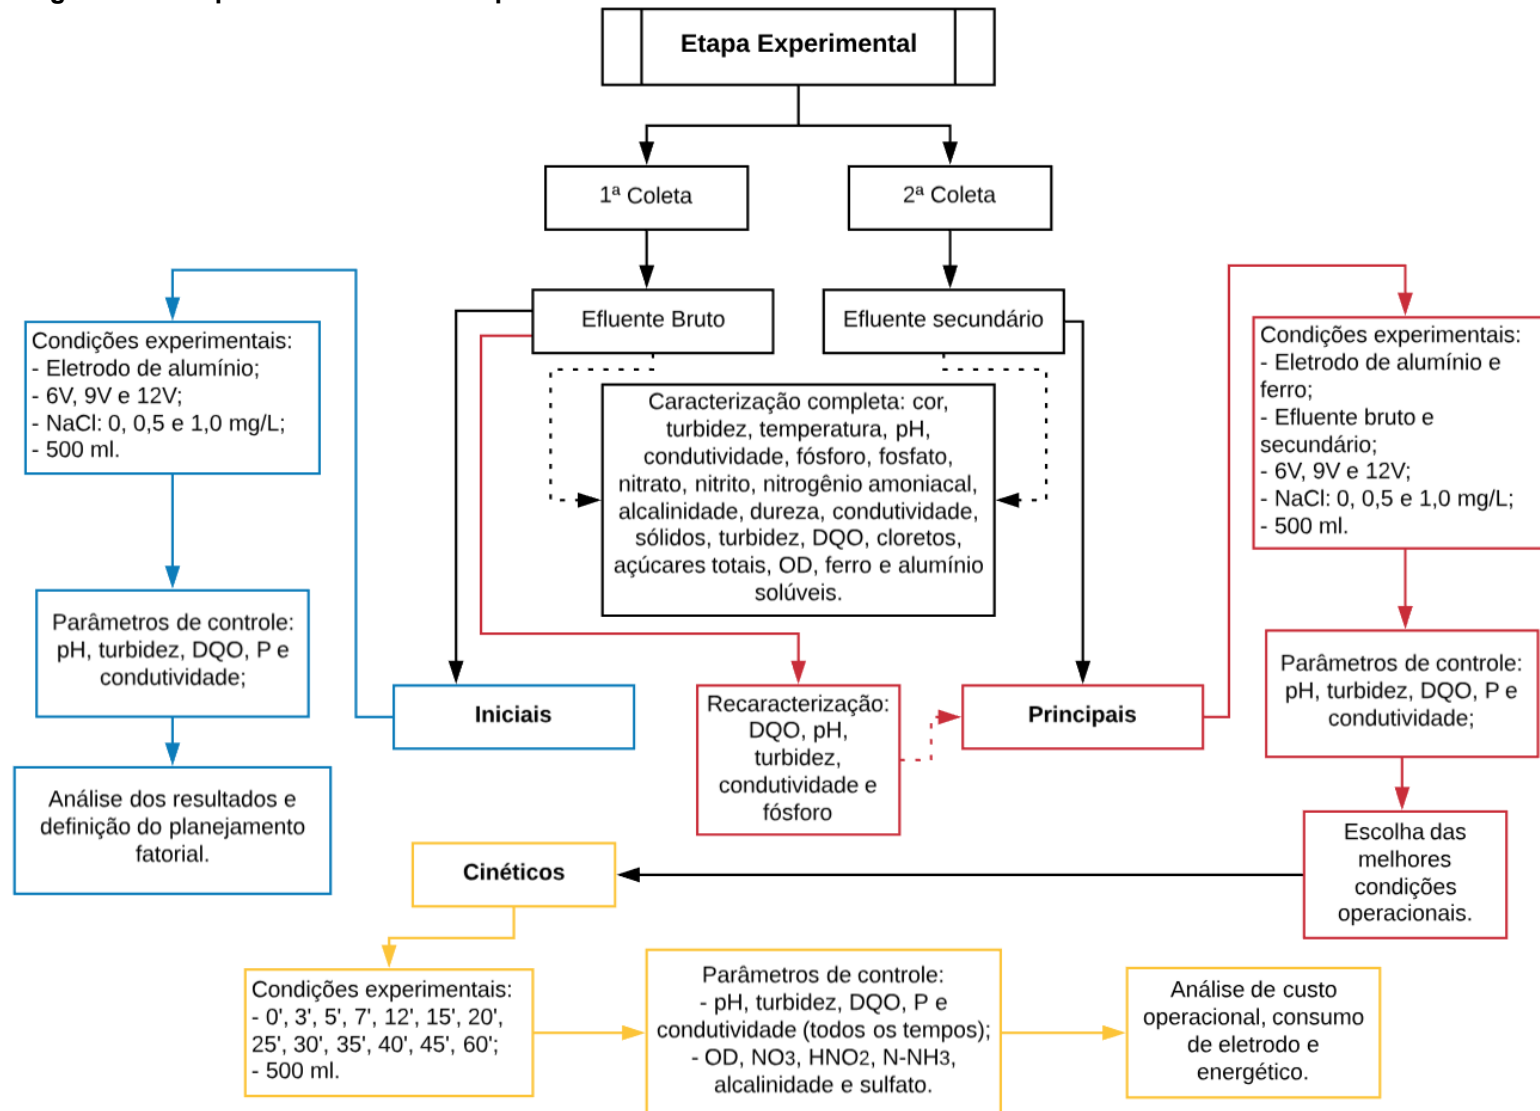 Etapa Experimental
1ª Coleta
2ª Coleta
Efluente Bruto
Efluente secundário
Condições experimentais:
- Eletrodo de alumínio;
- 6V, 9V e 12V;
- NaCl: 0, 0,5 e 1,0 mg/L;
- 500 ml.
Caracterização completa: cor,
turbidez, temperatura, pH,
condutividade, fósforo, fosfato,
nitrato, nitrito, nitrogênio amoniacal,
alcalinidade, dureza, condutividade,
sólidos, turbidez, DQO, cloretos,
açúcares totais, OD, ferro e alumínio
solúveis.
Condições experimentais:
- Eletrodo de alumínio e
ferro;
- Efluente bruto e
secundário;
- 6V, 9V e 12V;
- NaCl: 0, 0,5 e 1,0 mg/L;
- 500 ml.
Parâmetros de controle:
pH, turbidez, DQO, P e
condutividade;
Iniciais
Recaracterização:
DQO, pH,
turbidez,
condutividade e
fósforo
Principais
Parâmetros de controle:
pH, turbidez, DQO, P e
condutividade;
Análise dos resultados e
definição do planejamento
fatorial.
Cinéticos
Escolha das
melhores
condições
operacionais.
Condições experimentais:
- 0', 3', 5', 7', 12', 15', 20',
25', 30', 35', 40', 45', 60';
- 500 ml.
Parâmetros de controle:
- pH, turbidez, DQO, P e
condutividade (todos os tempos);
- OD, NO3, HNO2, N-NH3,
alcalinidade e sulfato.
Análise de custo
operacional, consumo
de eletrodo e
energético.